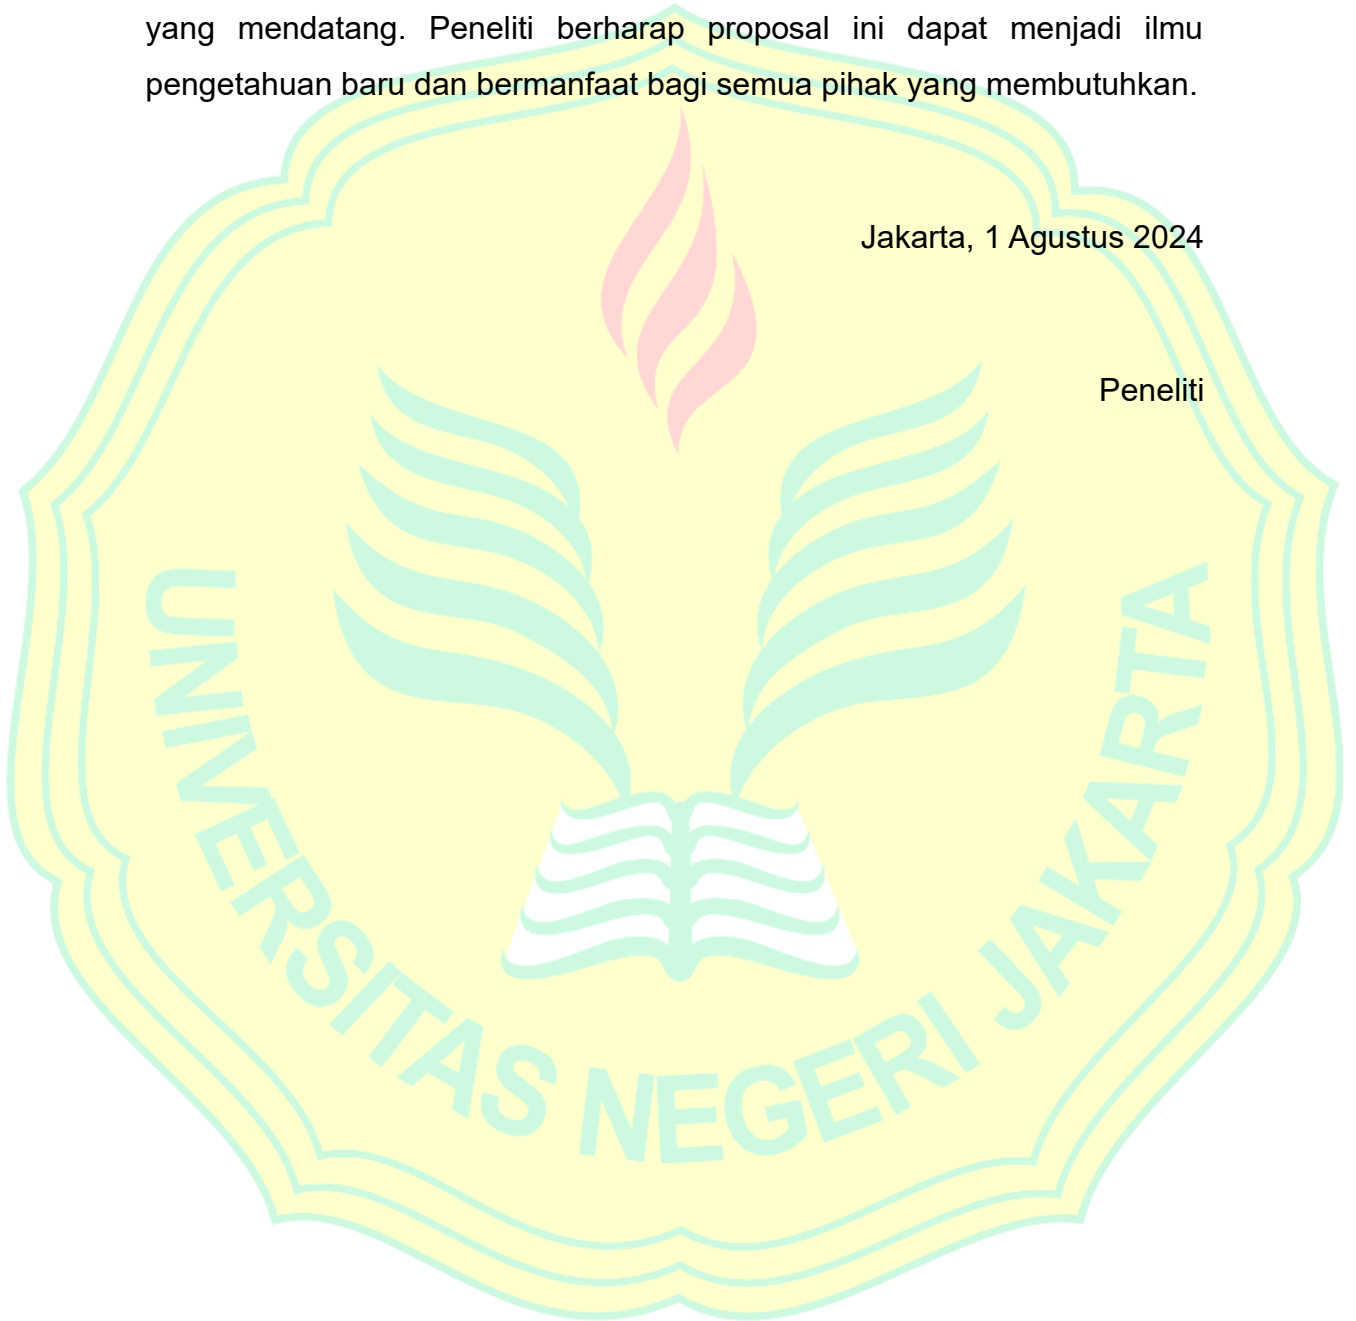 yang mendatang. Peneliti berharap proposal ini dapat menjadi ilmu
pengetahuan baru dan bermanfaat bagi semua pihak yang membutuhkan.
Jakarta, 1 Agustus 2024
Peneliti
UNIVERSITAS NEGERI JAKARTA